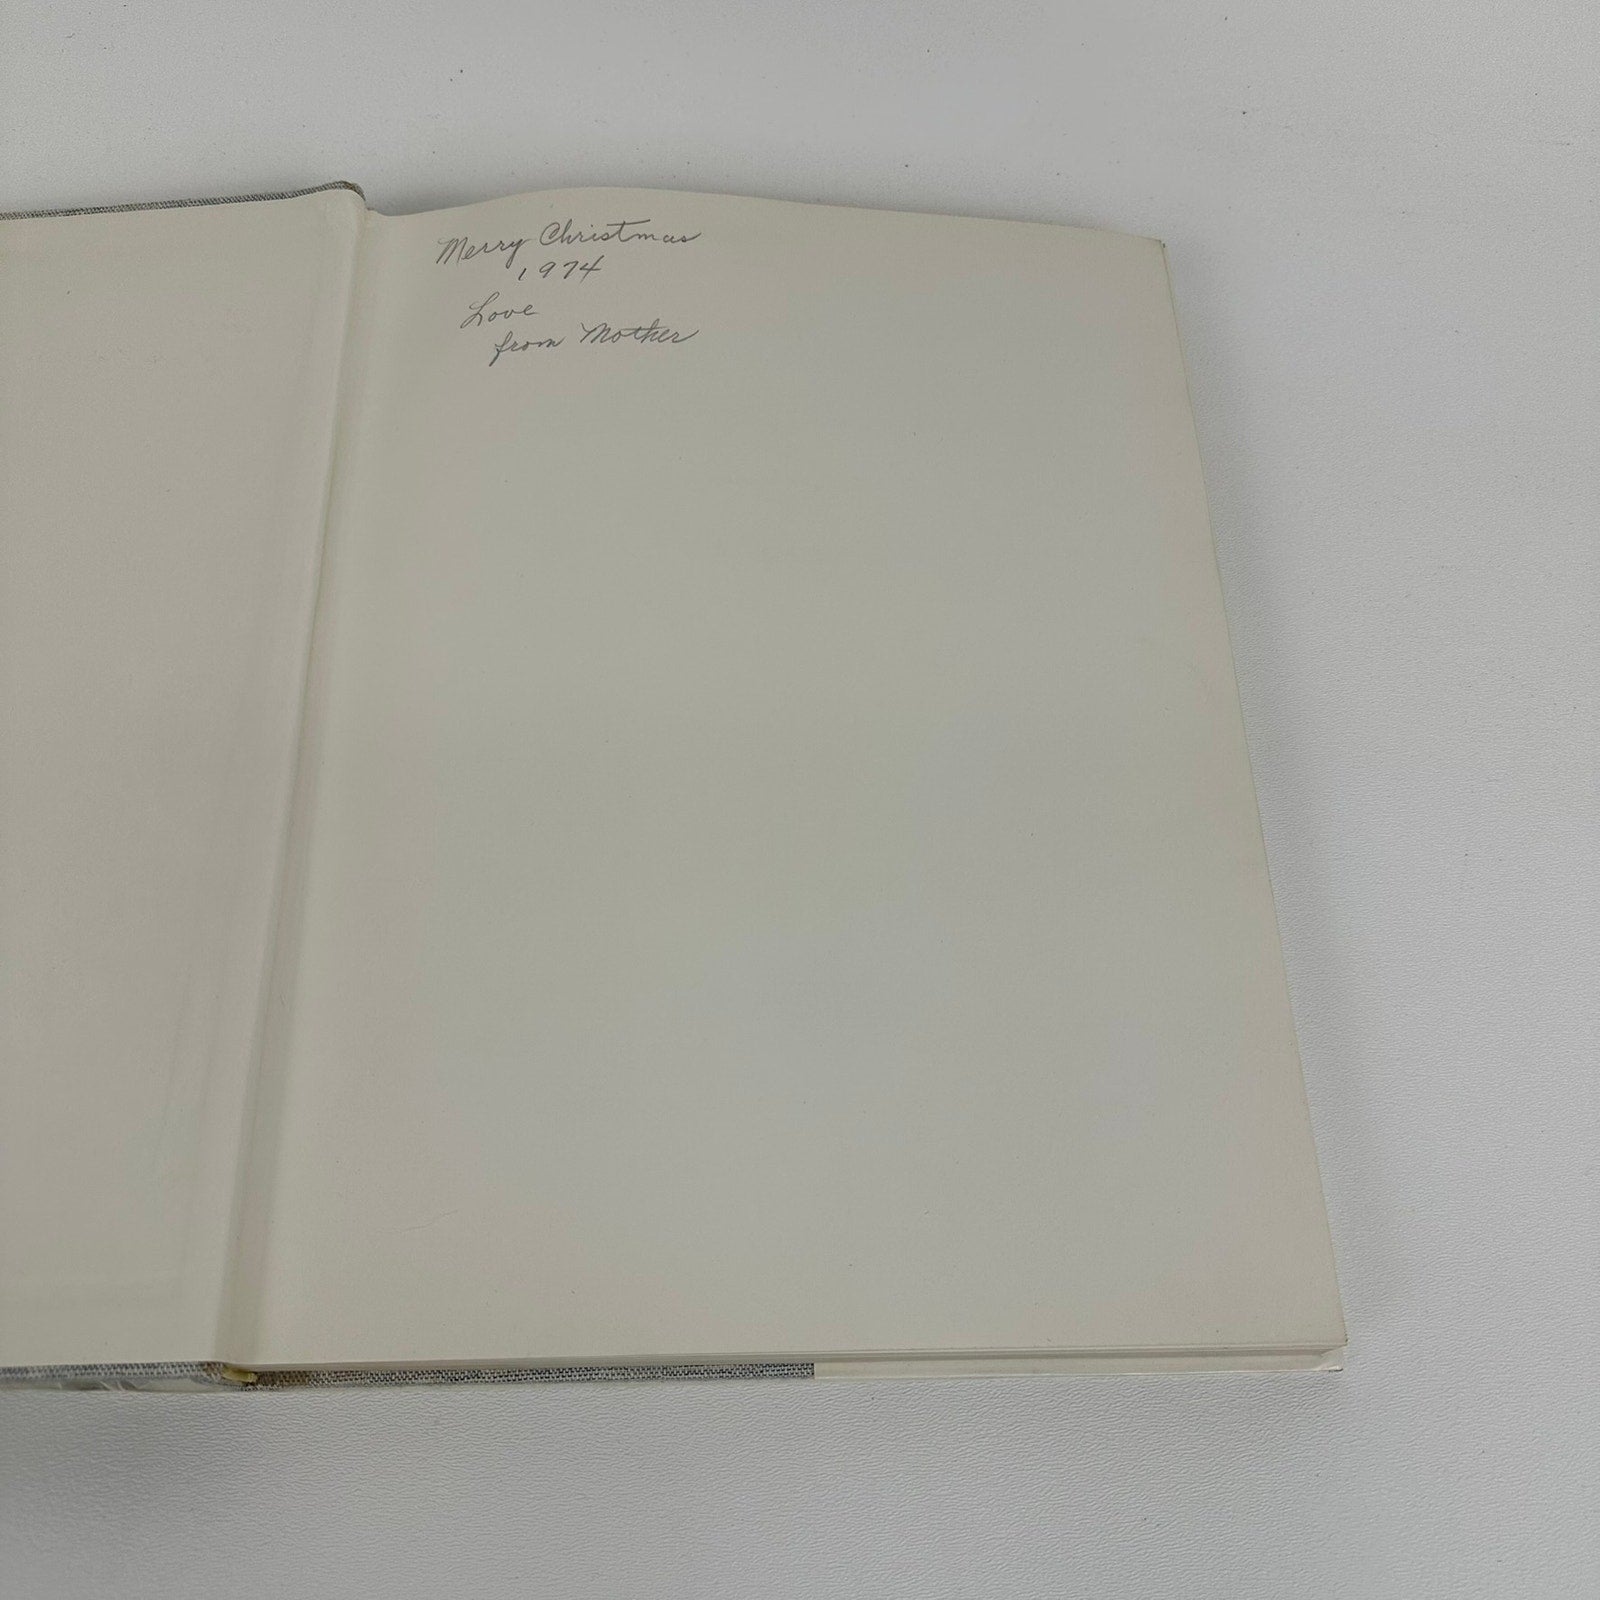 Merry Christmas
1974
Love
from Mother